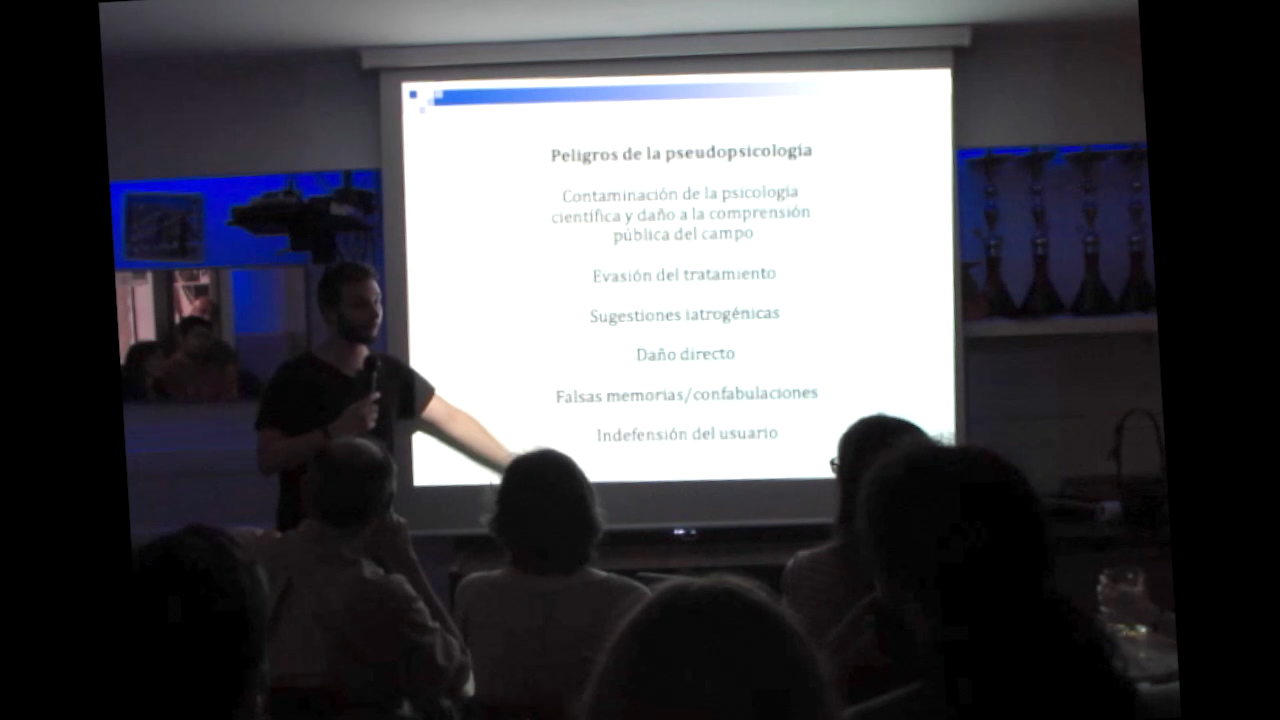 Peligros de la pseudopsicología
Contaminación de la psicología
científica y daño a la comprensión
pública del campo
Evasión del tratamiento
Sugestiones iatrogénicas
Daño directo
Falsas memorias/confabulaciones
Indefensión del usuario